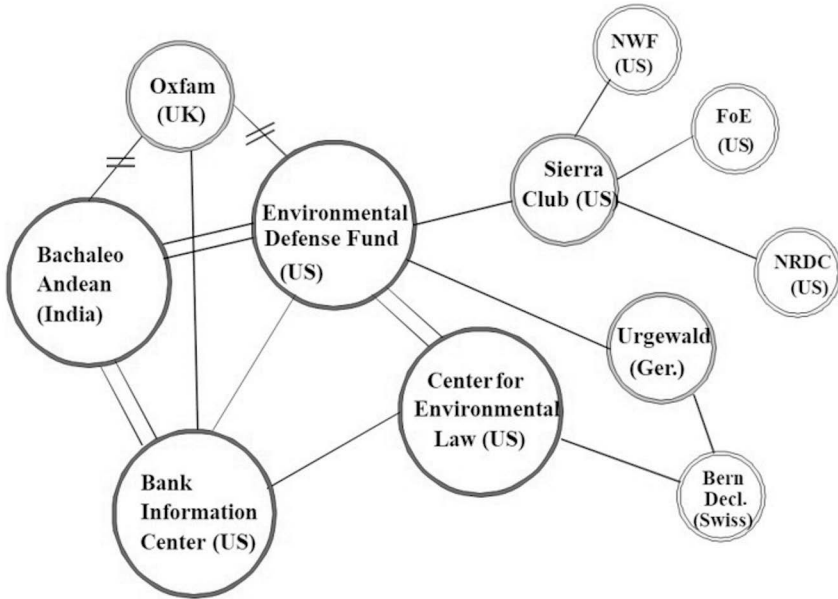 Oxfam
(UK)
NWF
(US)
FoE
(US)
Sierra
Club (US)
Environmental
Defense Fund
(US)
Bachaleo
Andean
(India)
NRDC
(US)
Urgewald
(Ger.)
Center for
Environmental
Law (US)
Bank
Information
Center (US)
Bern
Decl.
(Swiss)